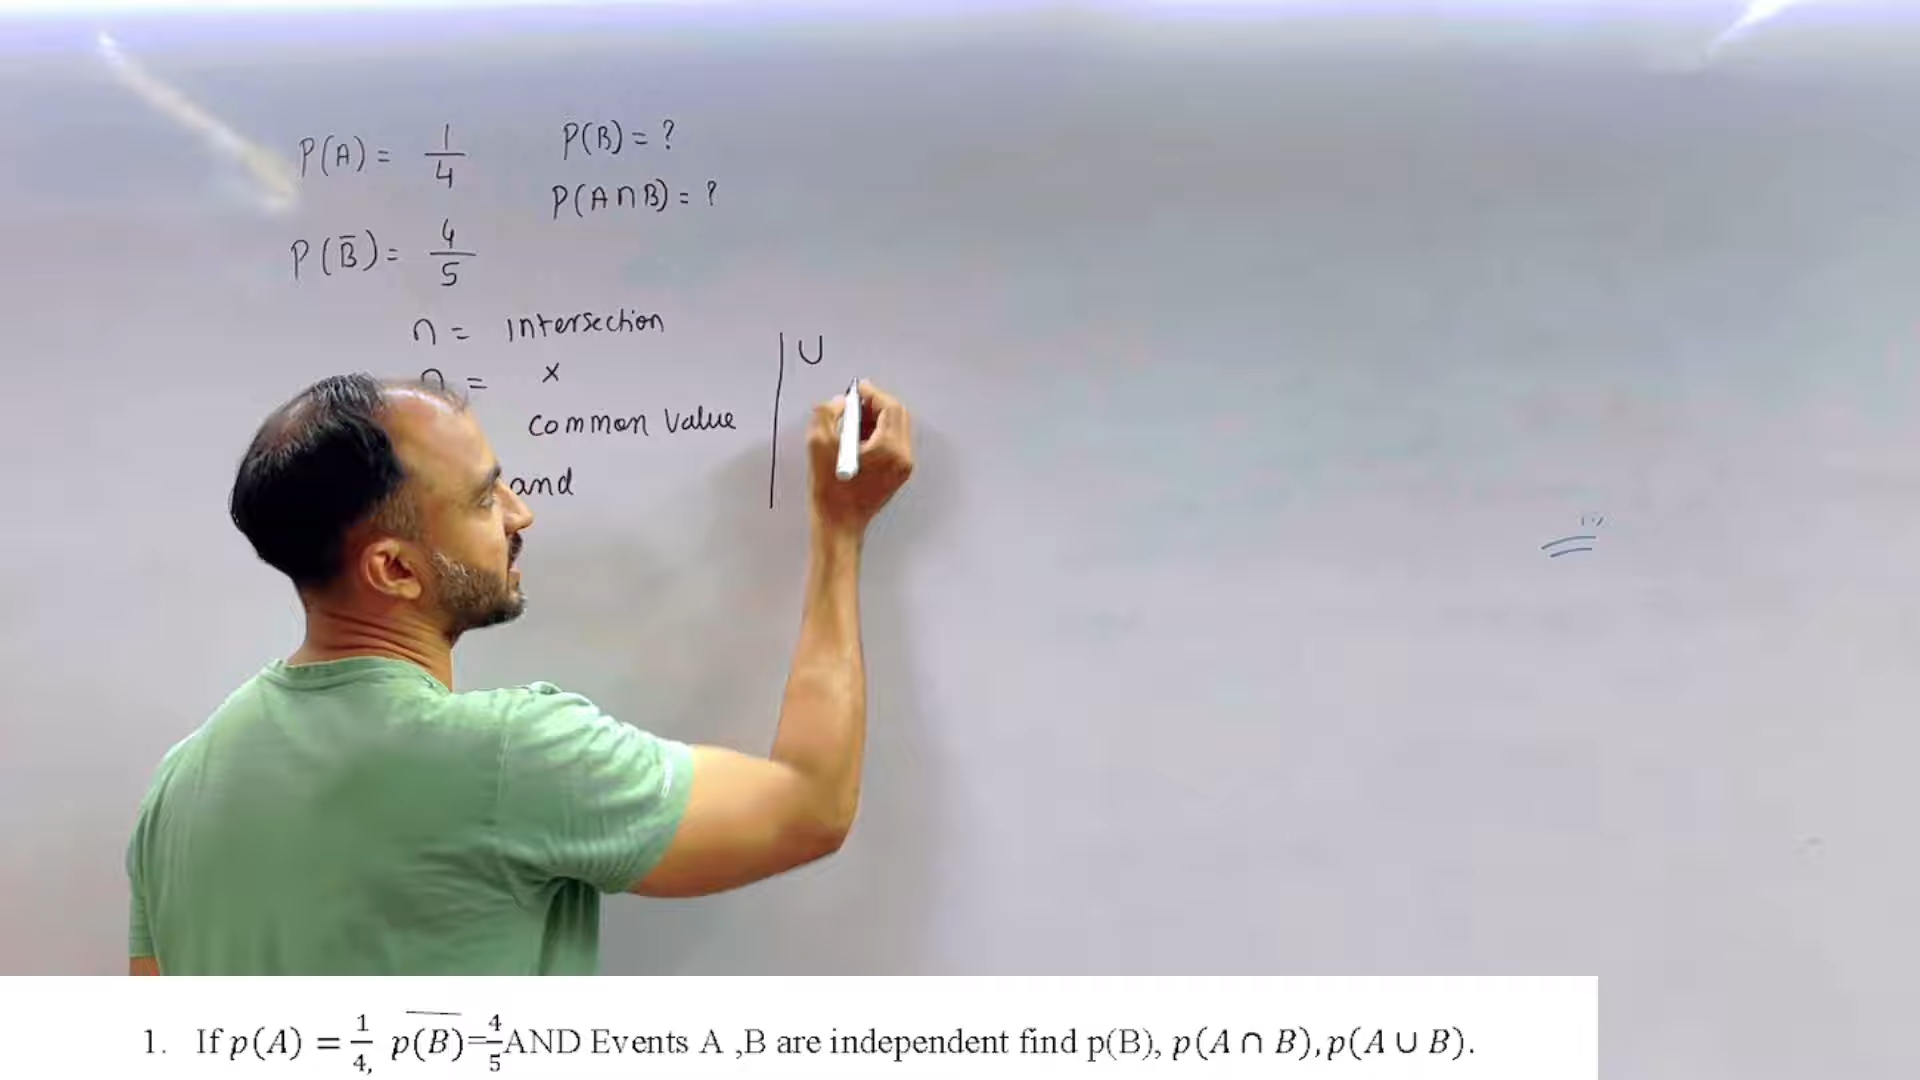 P(A) = 1/4
P(B) = ?
P(A∩B) = ?
P(B̄) = 4/5
∩ = intersection
∩ = x
common value
and
U
1. If p(A) = 1/4, p(B)‾=4/5 AND Events A ,B are independent find p(B), p(A ∩ B),p(A ∪ B).